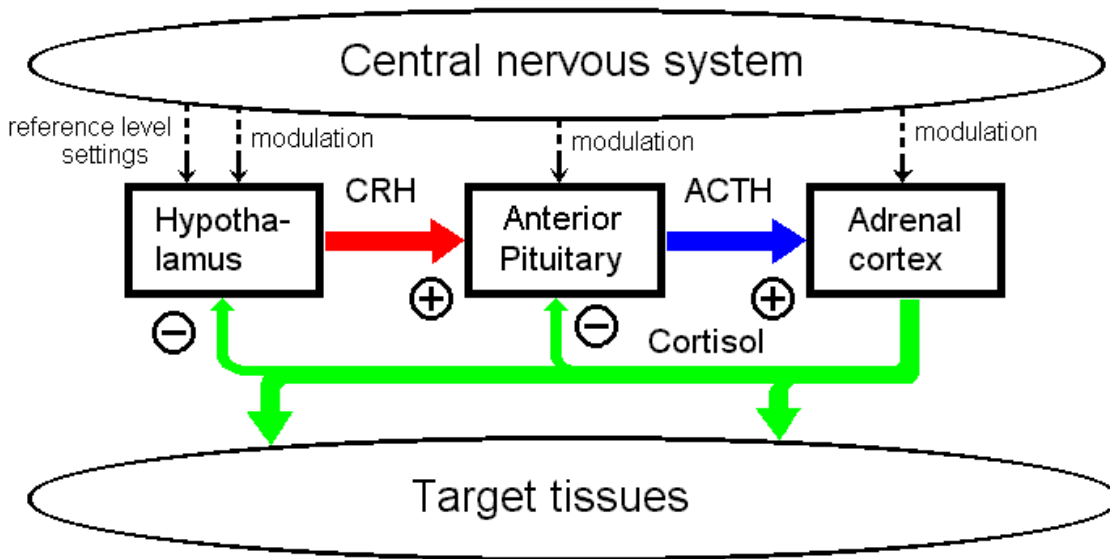 Central nervous system
reference level
settings
modulation
modulation
modulation
CRH
ACTH
Hypotha-
lamus
Anterior
Pituitary
Adrenal
cortex
+
+
−
−
Cortisol
Target tissues